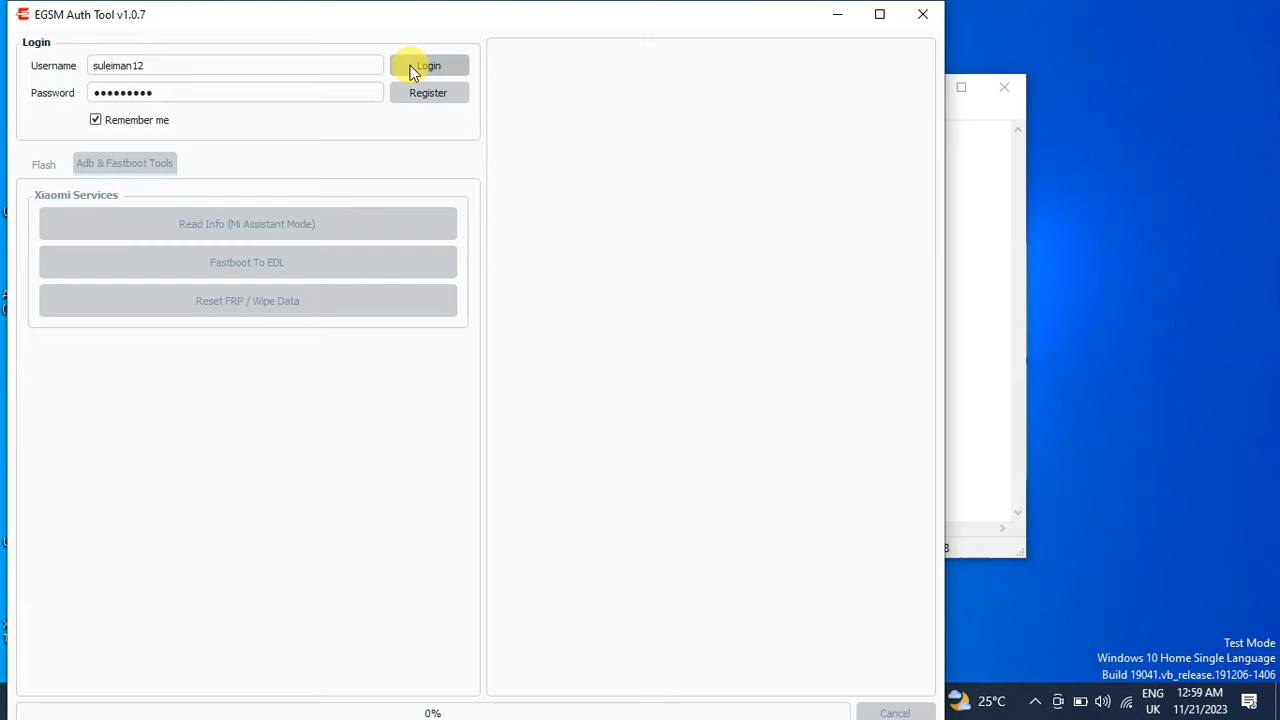 EGSM Auth Tool v1.0.7
Login
Username
suleiman12
Login
Password
•••••••••
Register
Remember me
Flash
Adb & Fastboot Tools
Xiaomi Services
Read Info (Mi Assistant Mode)
Fastboot To EDL
Reset FRP / Wipe Data
0%
Cancel
Test Mode
Windows 10 Home Single Language
Build 19041.vb_release.191206-1406
25°C
ENG
UK
12:59 AM
11/21/2023